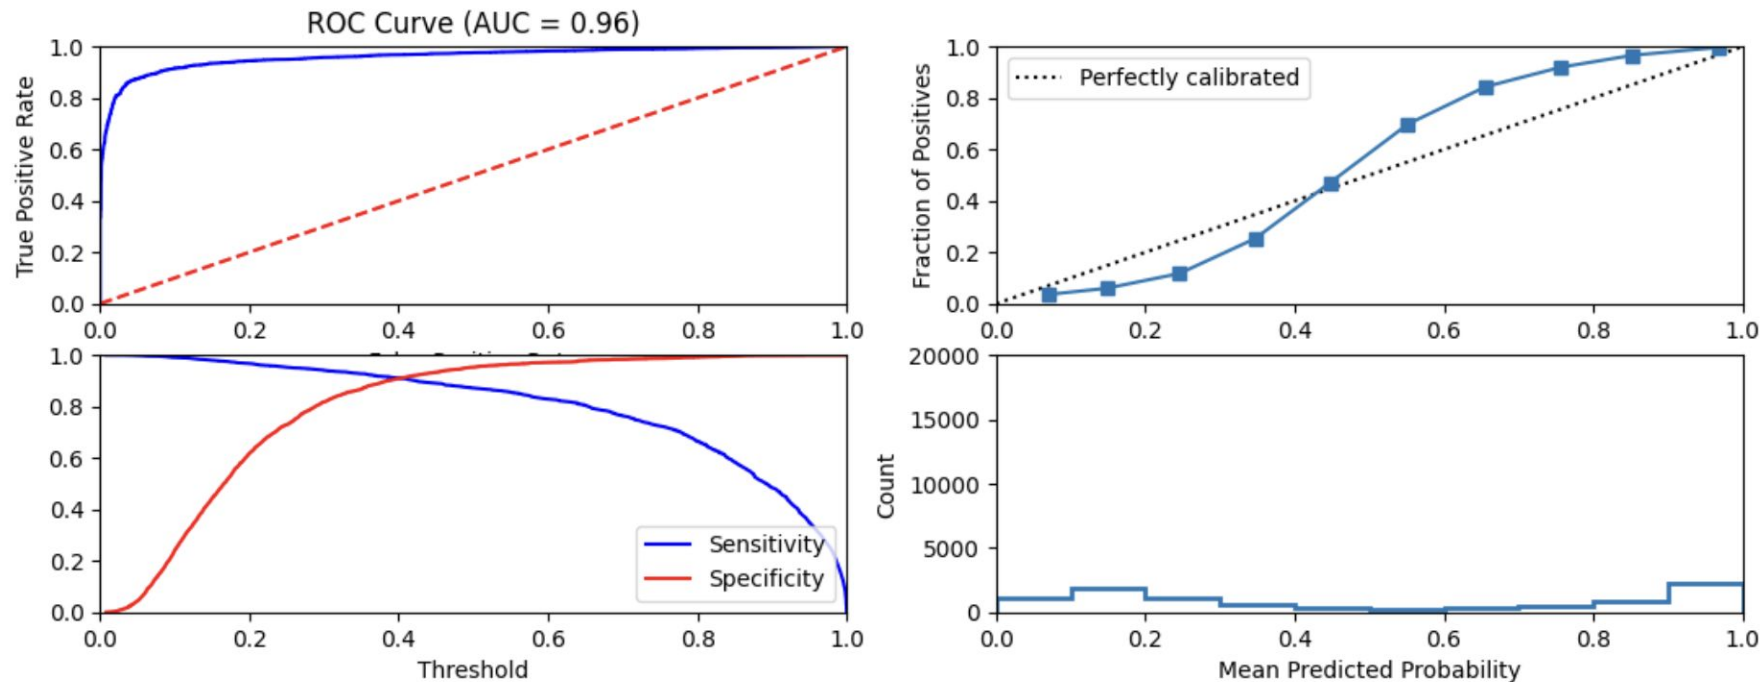 ROC Curve (AUC = 0.96)
True Positive Rate
1.0
0.8
0.6
0.4
0.2
0.0
0.0 0.2 0.4 0.6 0.8 1.0
Fraction of Positives
1.0
0.8
0.6
0.4
0.2
0.0
Perfectly calibrated
0.0 0.2 0.4 0.6 0.8 1.0
1.0
0.8
0.6
0.4
0.2
0.0
Sensitivity
Specificity
0.0 0.2 0.4 0.6 0.8 1.0
Threshold
Count
20000
15000
10000
5000
0
0.0 0.2 0.4 0.6 0.8 1.0
Mean Predicted Probability